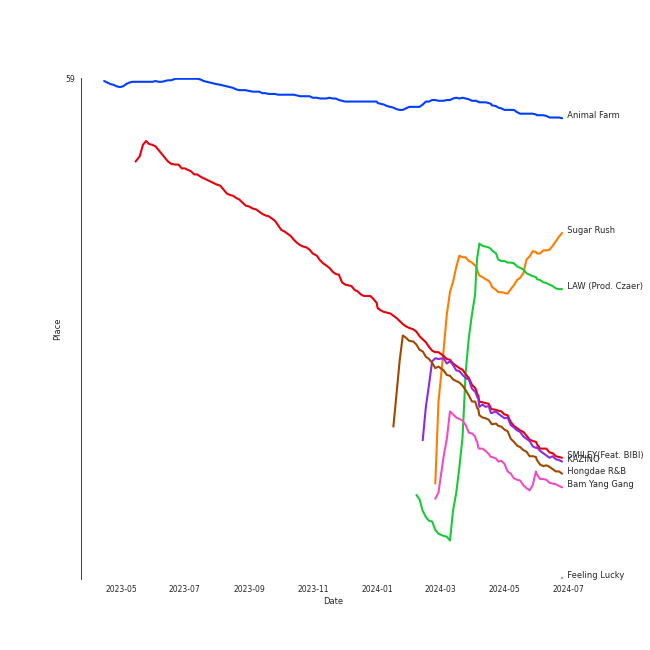 59
Animal Farm
Sugar Rush
LAW (Prod. Czaer)
Place
SMILEY(Feat. BIBI)
KAZINO
Hongdae R&B
Bam Yang Gang
Feeling Lucky
2023-05 2023-07 2023-09 2023-11 2024-01 2024-03 2024-05 2024-07
Date